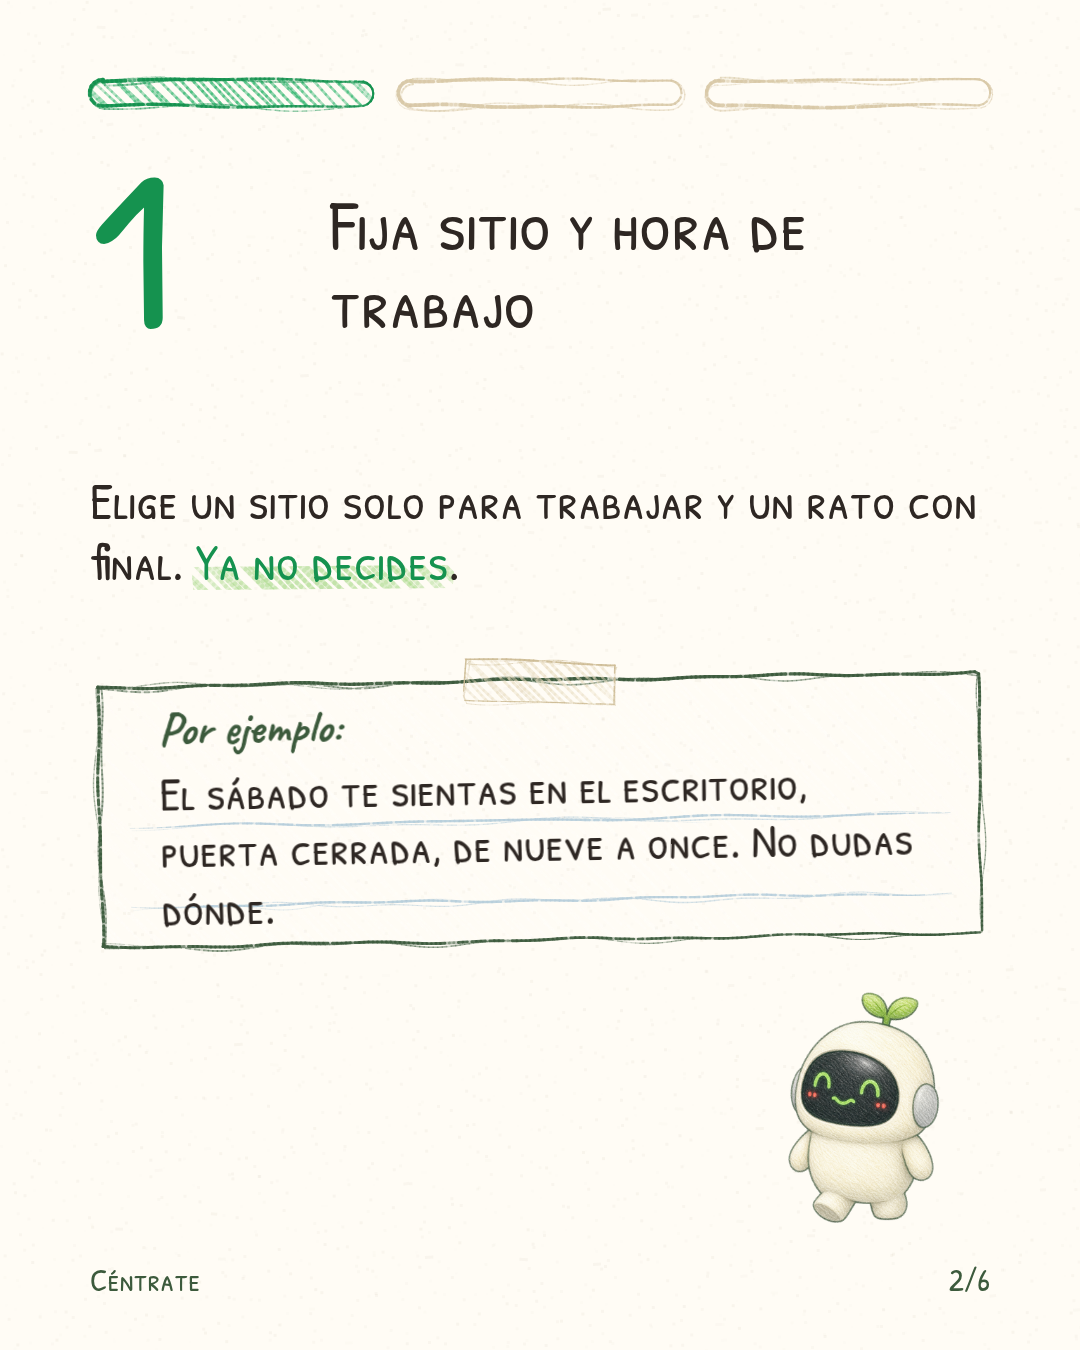 1
Fija sitio y hora de
trabajo
Elige un sitio solo para trabajar y un rato con
final. Ya no decides.
Por ejemplo:
El sábado te sientas en el escritorio,
puerta cerrada, de nueve a once. No dudas
dónde.
Céntrate
2/6